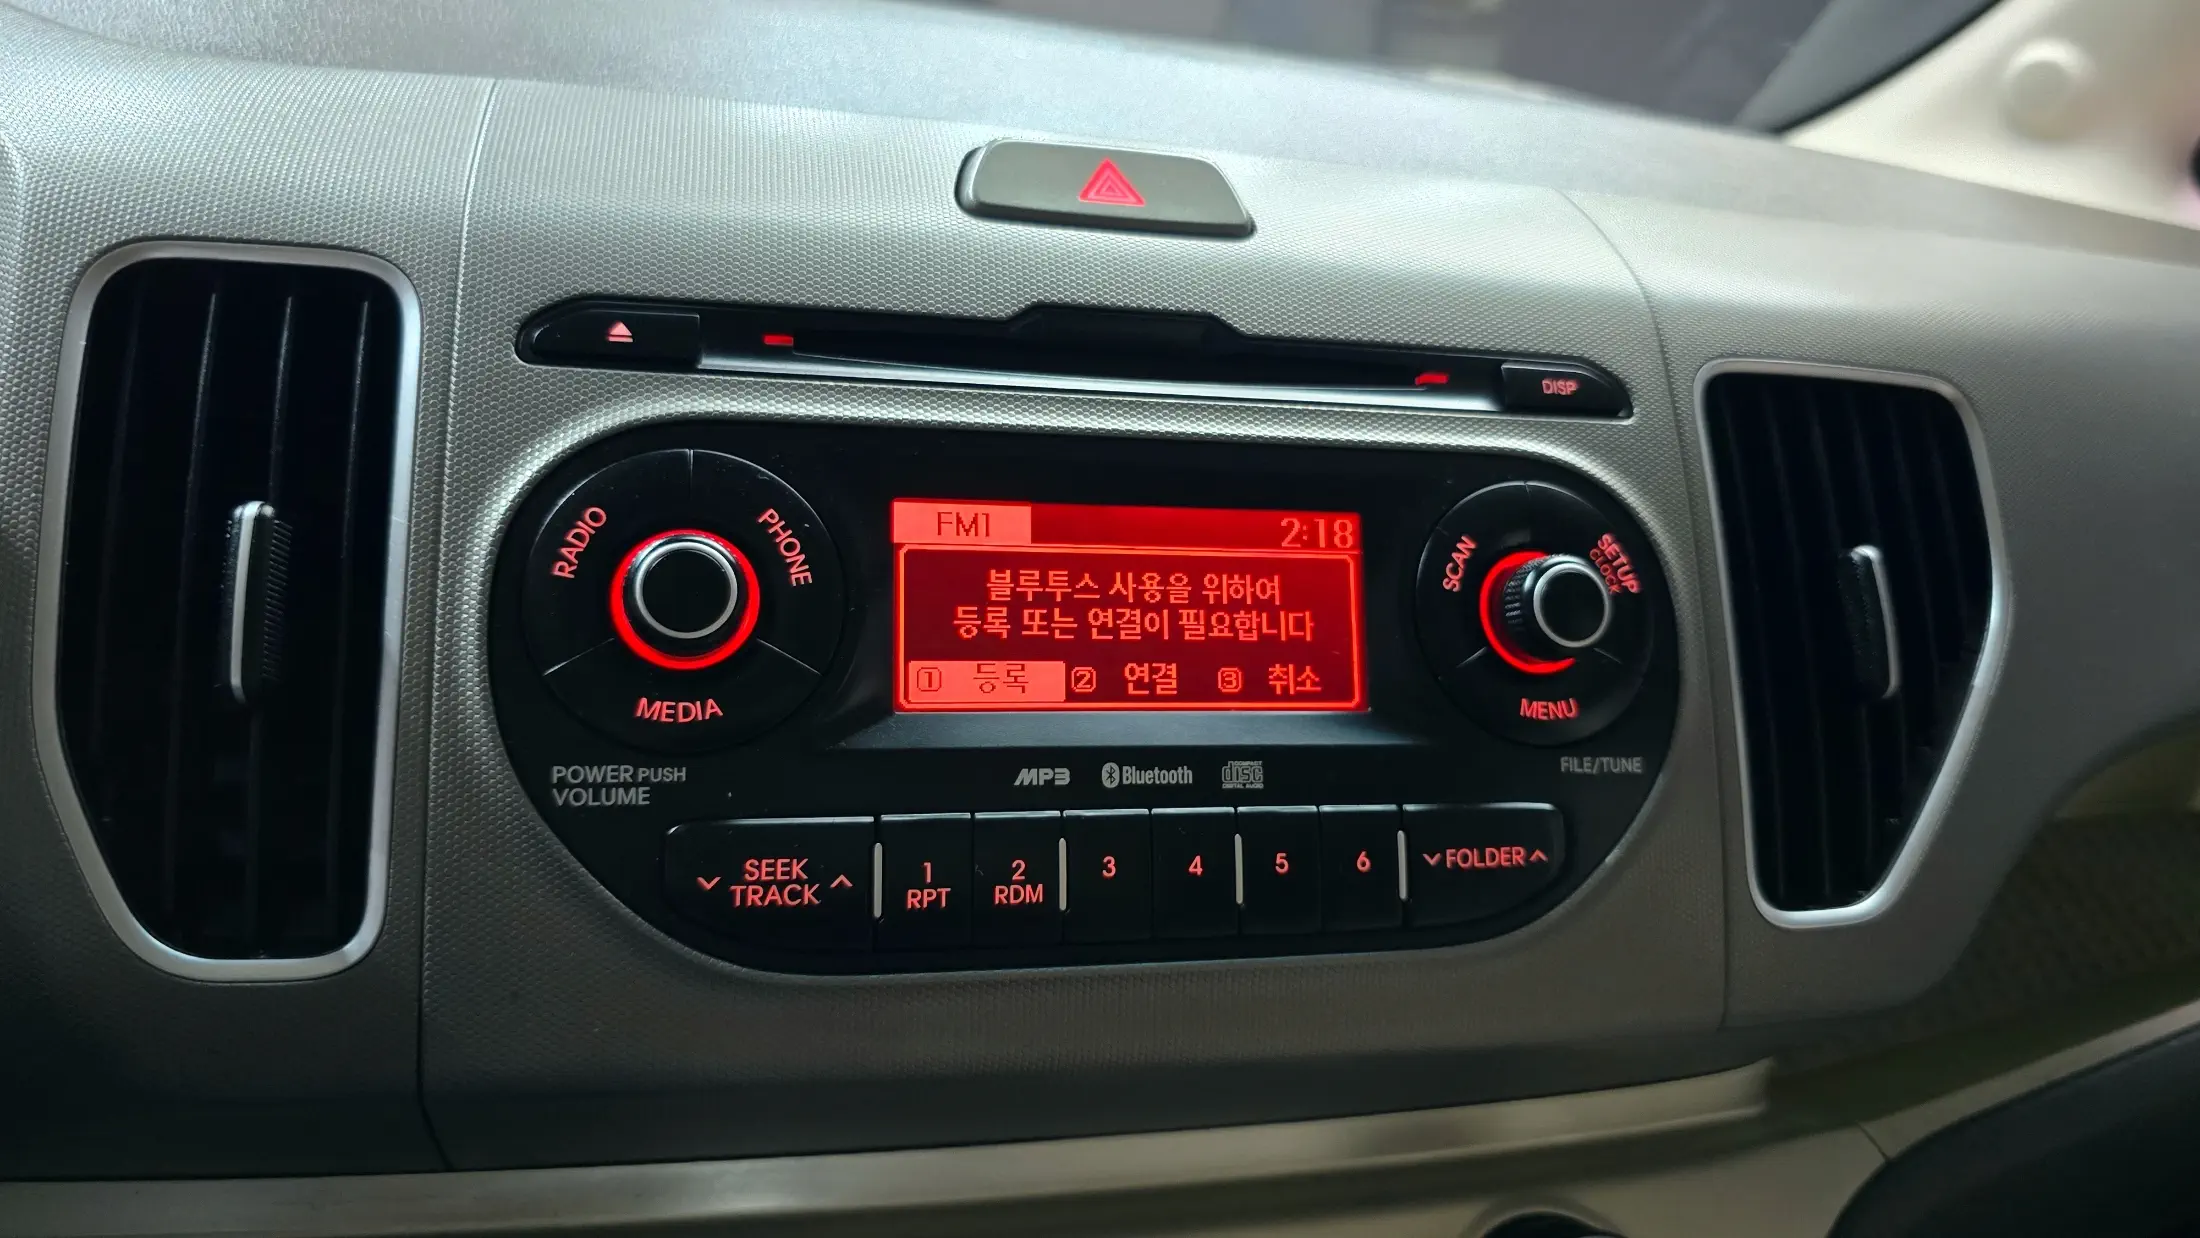 DISP
RADIO
PHONE
MEDIA
POWER PUSH
VOLUME
FM1 2:18
블루투스 사용을 위하여
등록 또는 연결이 필요합니다
1 등록 2 연결 3 취소
SCAN
SETUP
CLOCK
MENU
FILE/TUNE
MP3 Bluetooth COMPACT disc DIGITAL AUDIO
SEEK
TRACK
1
RPT
2
RDM
3
4
5
6
FOLDER